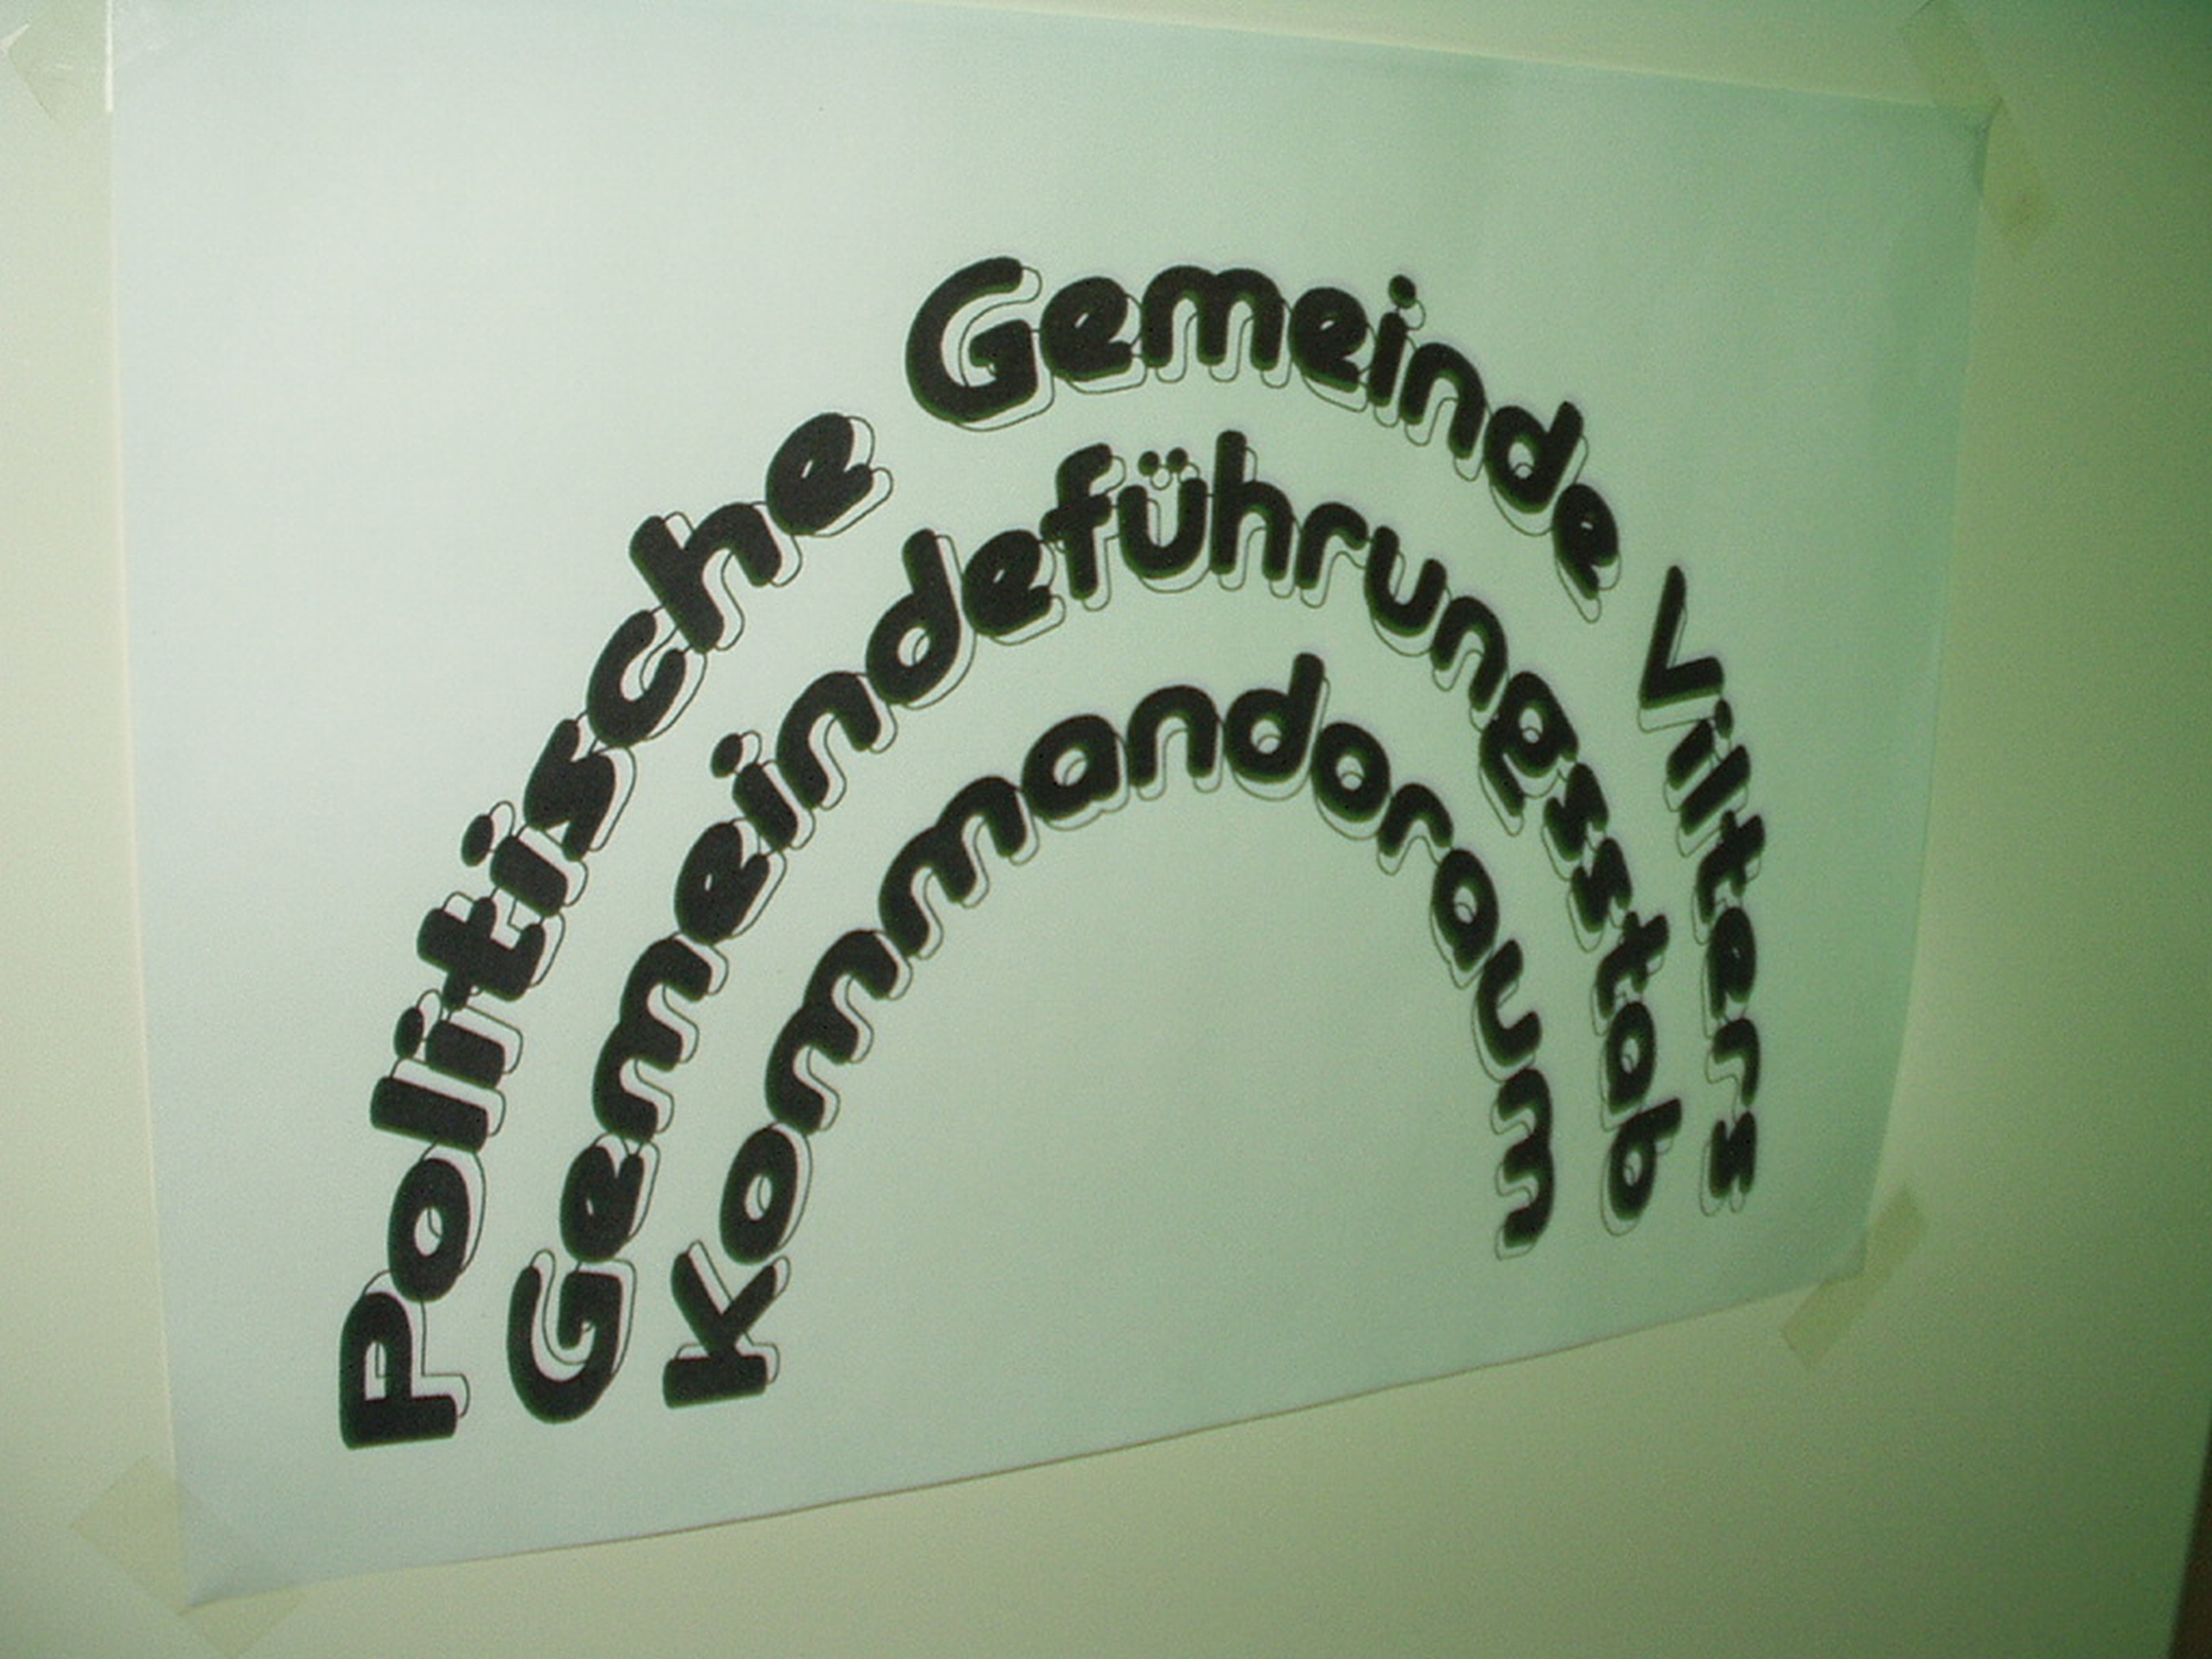 Politische Gemeinde Vilters
Gemeindeführungsstab
Kommandoraum